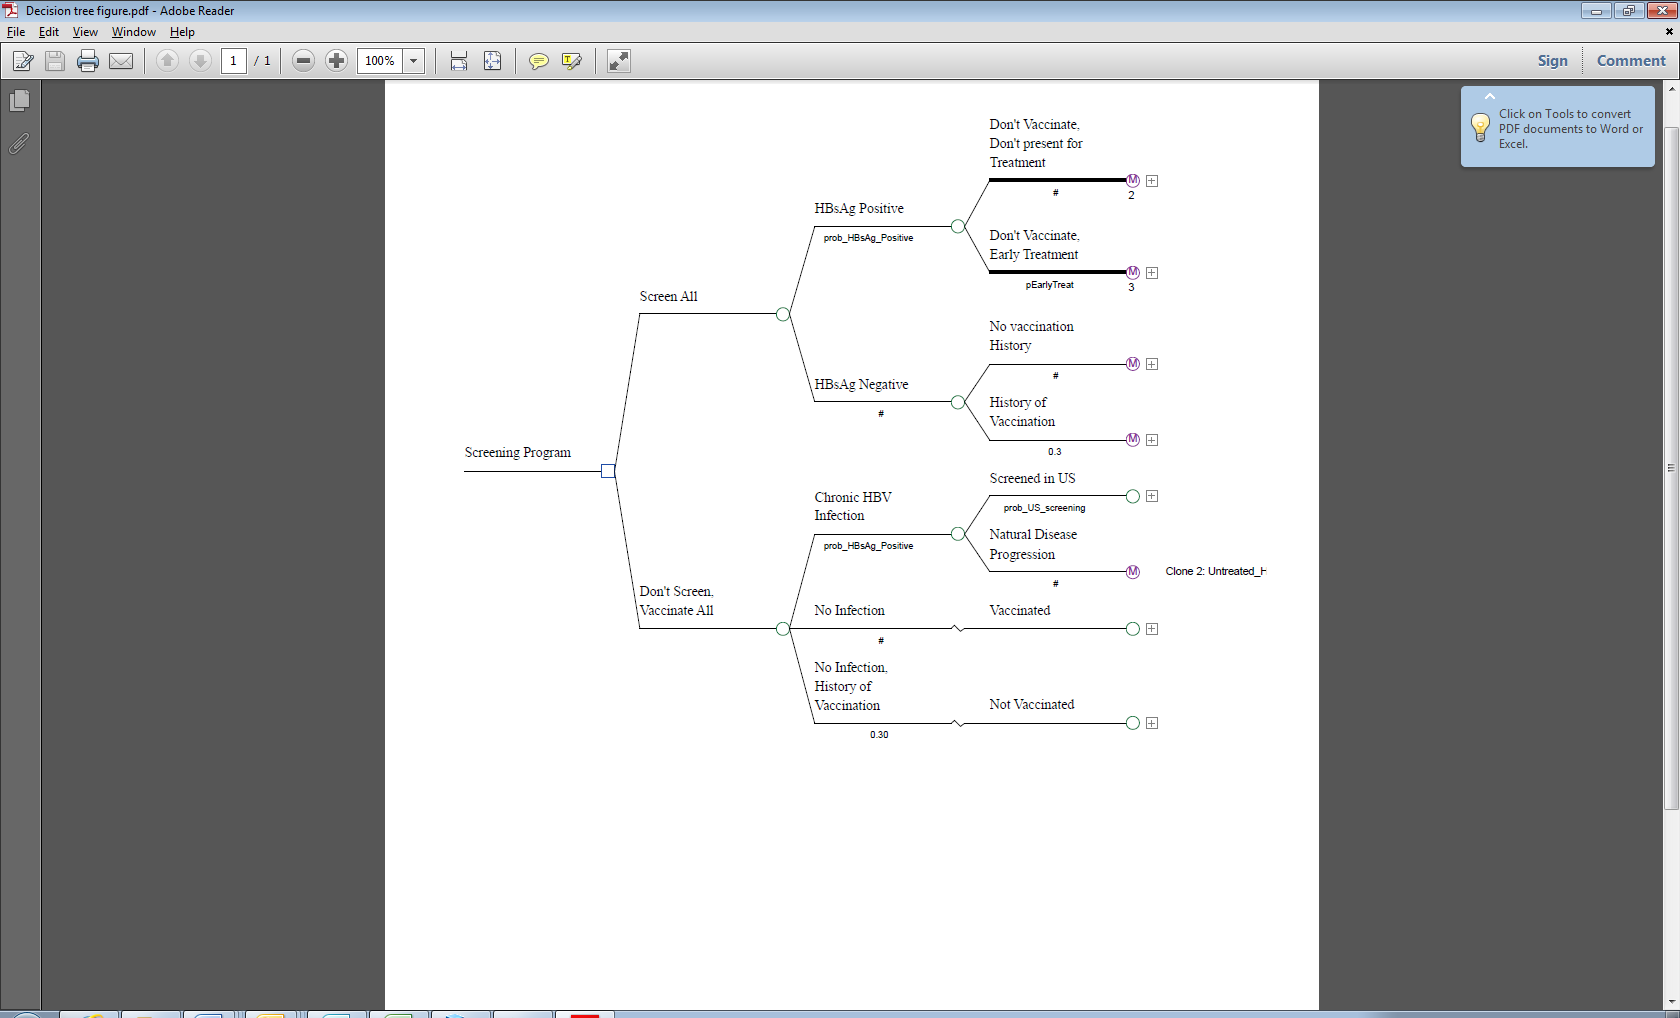 Decision tree figure.pdf - Adobe Reader
File Edit View Window Help
1 / 1 100% Sign Comment
Click on Tools to convert
PDF documents to Word or
Excel.
Don't Vaccinate,
Don't present for
Treatment
# M 2
HBsAg Positive
prob_HBsAg_Positive
Don't Vaccinate,
Early Treatment
pEarlyTreat M 3
Screen All
No vaccination
History
# M
HBsAg Negative
#
History of
Vaccination
0.3 M
Screening Program
Screened in US
prob_US_screening
Chronic HBV
Infection
prob_HBsAg_Positive
Natural Disease
Progression
# M Clone 2: Untreated_H
Don't Screen,
Vaccinate All
No Infection Vaccinated
#
No Infection,
History of
Vaccination
0.30
Not Vaccinated